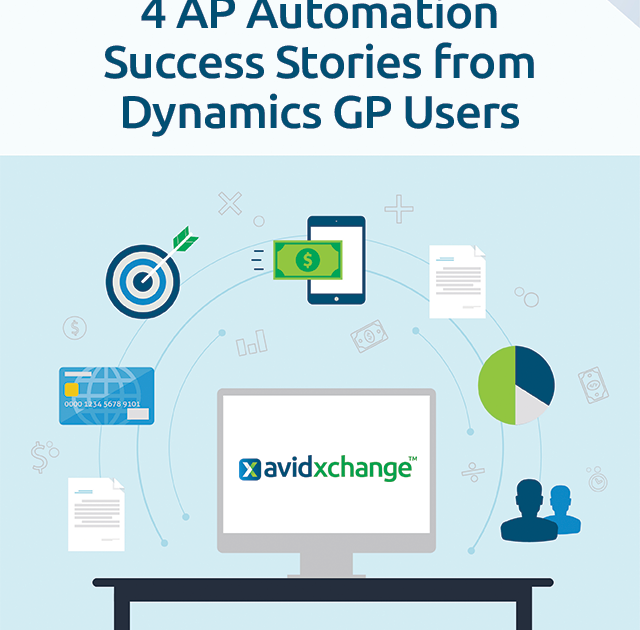 4 AP Automation
Success Stories from
Dynamics GP Users
$
$
$
0000 1234 5678 9101
$
x avidxchange™